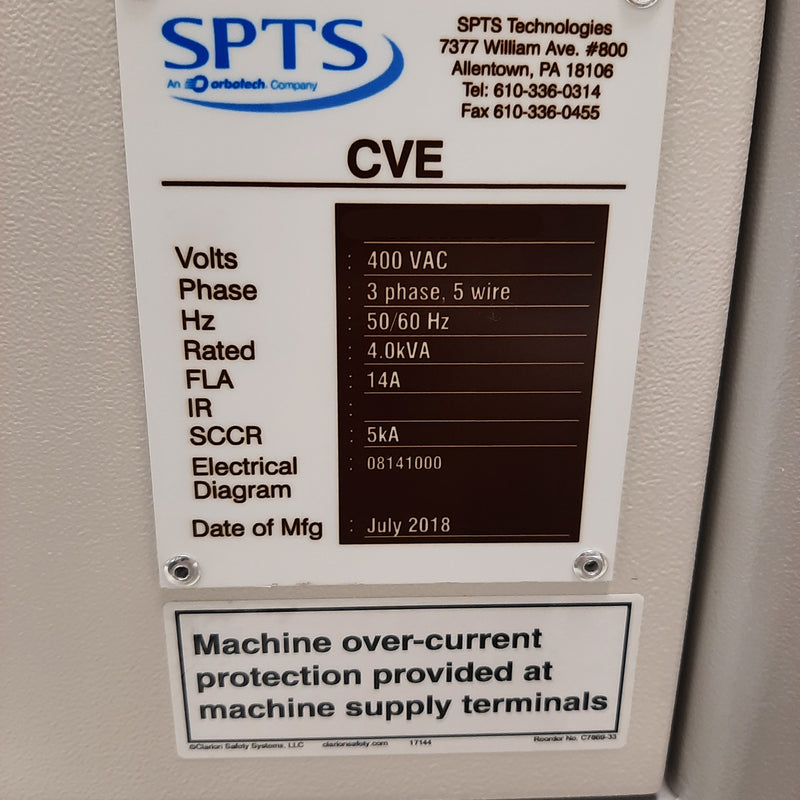 SPTS
An orbotech Company
SPTS Technologies
7377 William Ave. #800
Allentown, PA 18106
Tel: 610-336-0314
Fax 610-336-0455
CVE
Volts : 400 VAC
Phase : 3 phase, 5 wire
Hz : 50/60 Hz
Rated : 4.0kVA
FLA : 14A
IR :
SCCR : 5kA
Electrical : 08141000
Diagram
Date of Mfg : July 2018
Machine over-current
protection provided at
machine supply terminals
©Clarion Safety Systems, LLC clarionsafety.com 17144 Reorder No. C7869-33